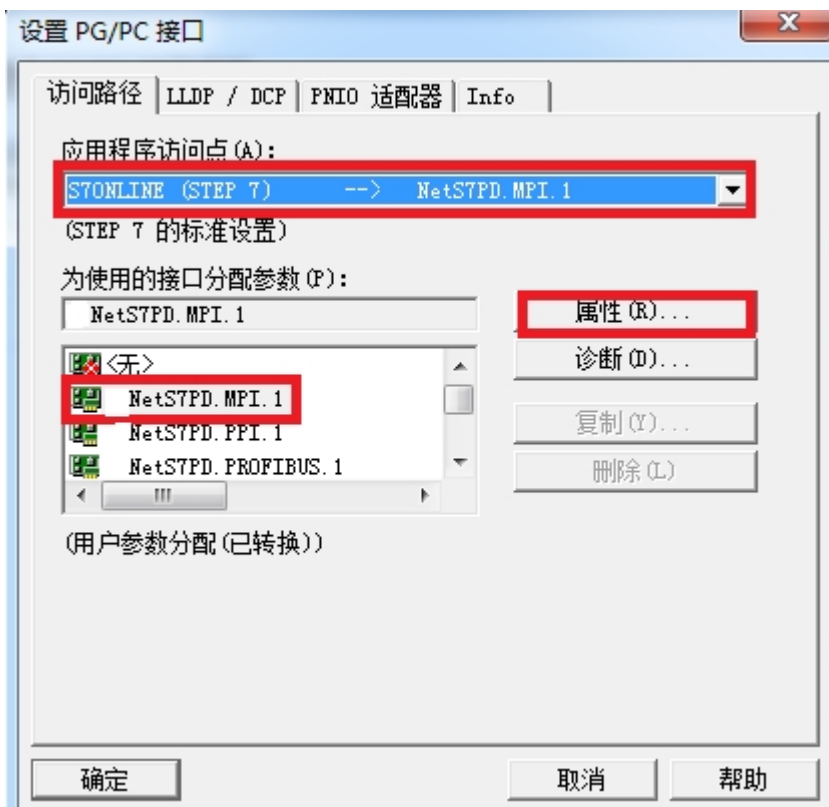 设置 PG/PC 接口
访问路径 LLDP / DCP PNIO 适配器 Info
应用程序访问点(A):
S7ONLINE (STEP 7) --> NetS7PD.MPI.1
(STEP 7 的标准设置)
为使用的接口分配参数(P):
NetS7PD.MPI.1
属性(R)...
<无>
NetS7PD.MPI.1
NetS7PD.PPI.1
NetS7PD.PROFIBUS.1
诊断(D)...
复制(Y)...
删除(L)
(用户参数分配(已转换))
确定 取消 帮助